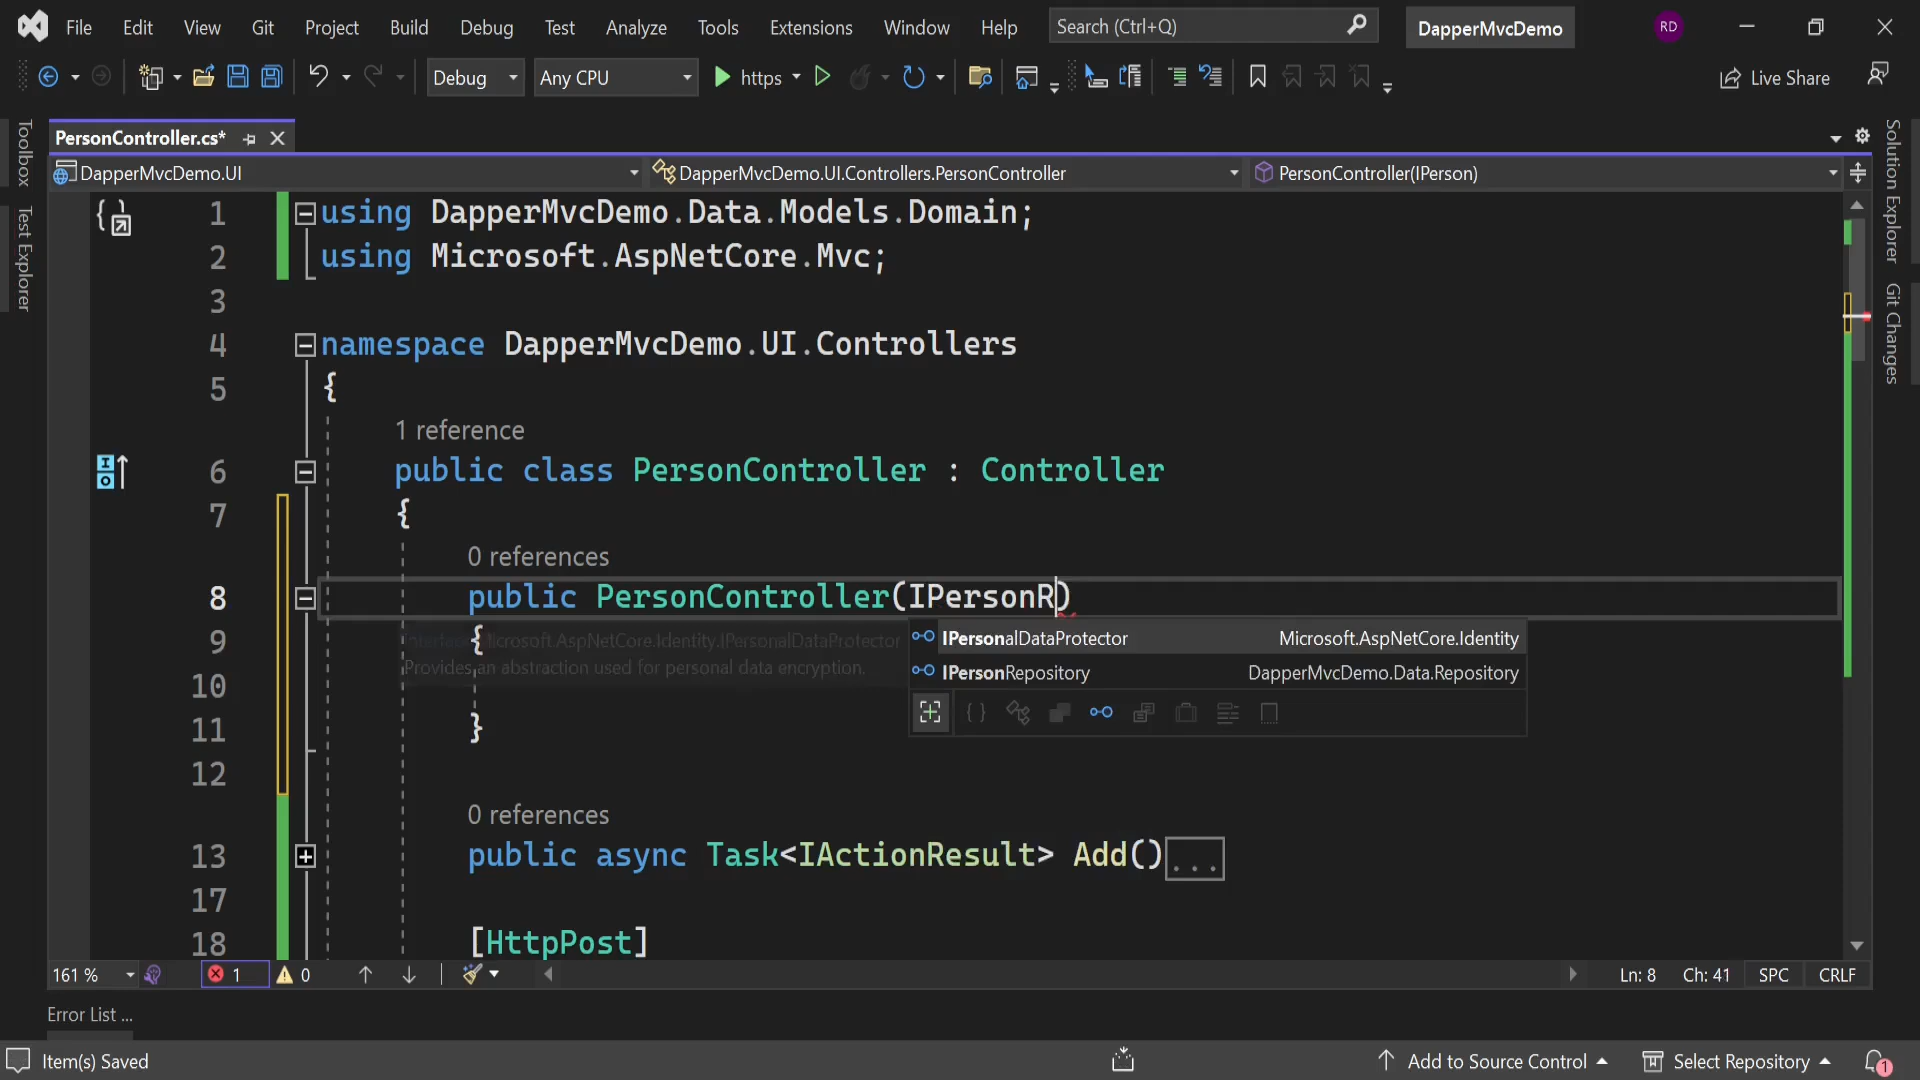 File Edit View Git Project Build Debug Test Analyze Tools Extensions Window Help Search (Ctrl+Q) DapperMvcDemo RD
Debug Any CPU https Live Share
PersonController.cs*
DapperMvcDemo.UI DapperMvcDemo.UI.Controllers.PersonController PersonController(IPerson)
Toolbox
Test Explorer
Solution Explorer
Git Changes
1 using DapperMvcDemo.Data.Models.Domain;
2 using Microsoft.AspNetCore.Mvc;
3
4 namespace DapperMvcDemo.UI.Controllers
5 {
1 reference
6 public class PersonController : Controller
7 {
0 references
8 public PersonController(IPersonR)
9 {
10
11 }
12
interface Microsoft.AspNetCore.Identity.IPersonalDataProtector
Provides an abstraction used for personal data encryption.
IPersonalDataProtector Microsoft.AspNetCore.Identity
IPersonRepository DapperMvcDemo.Data.Repository
0 references
13 public async Task<IActionResult> Add()...
17
18 [HttpPost]
161 % 1 0 Ln: 8 Ch: 41 SPC CRLF
Error List ...
Item(s) Saved Add to Source Control Select Repository 1